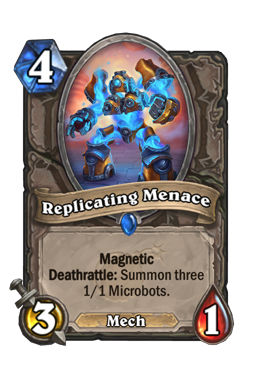 4
Replicating Menace
Magnetic
Deathrattle: Summon three
1/1 Microbots.
3
Mech
1